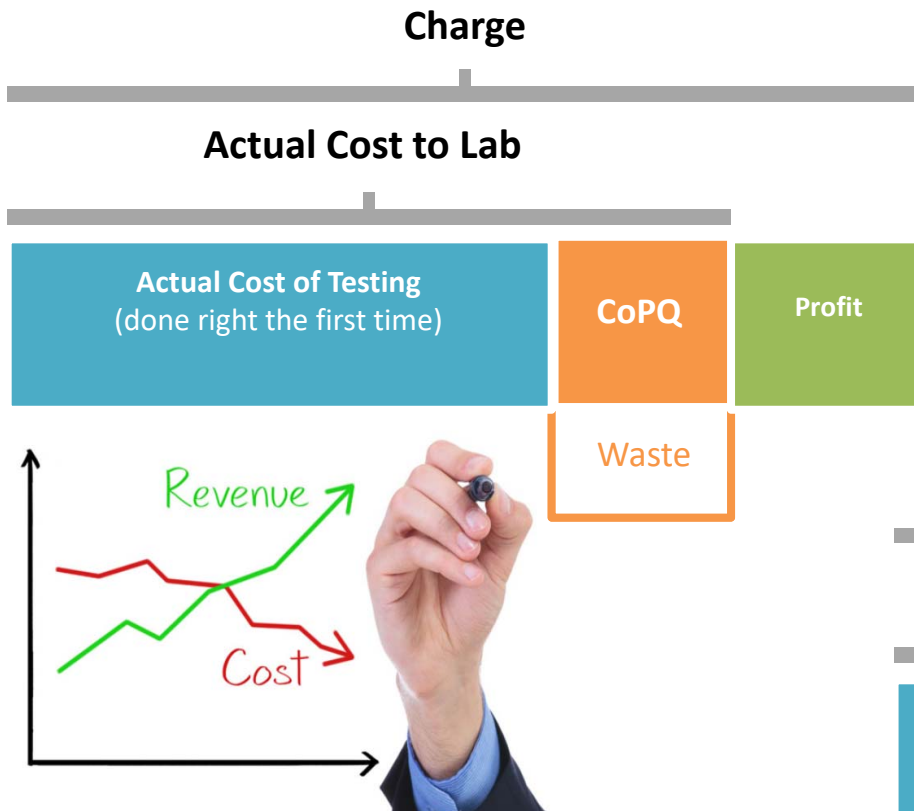 Charge
Actual Cost to Lab
Actual Cost of Testing
(done right the first time)
CoPQ
Profit
Waste
Revenue
Cost